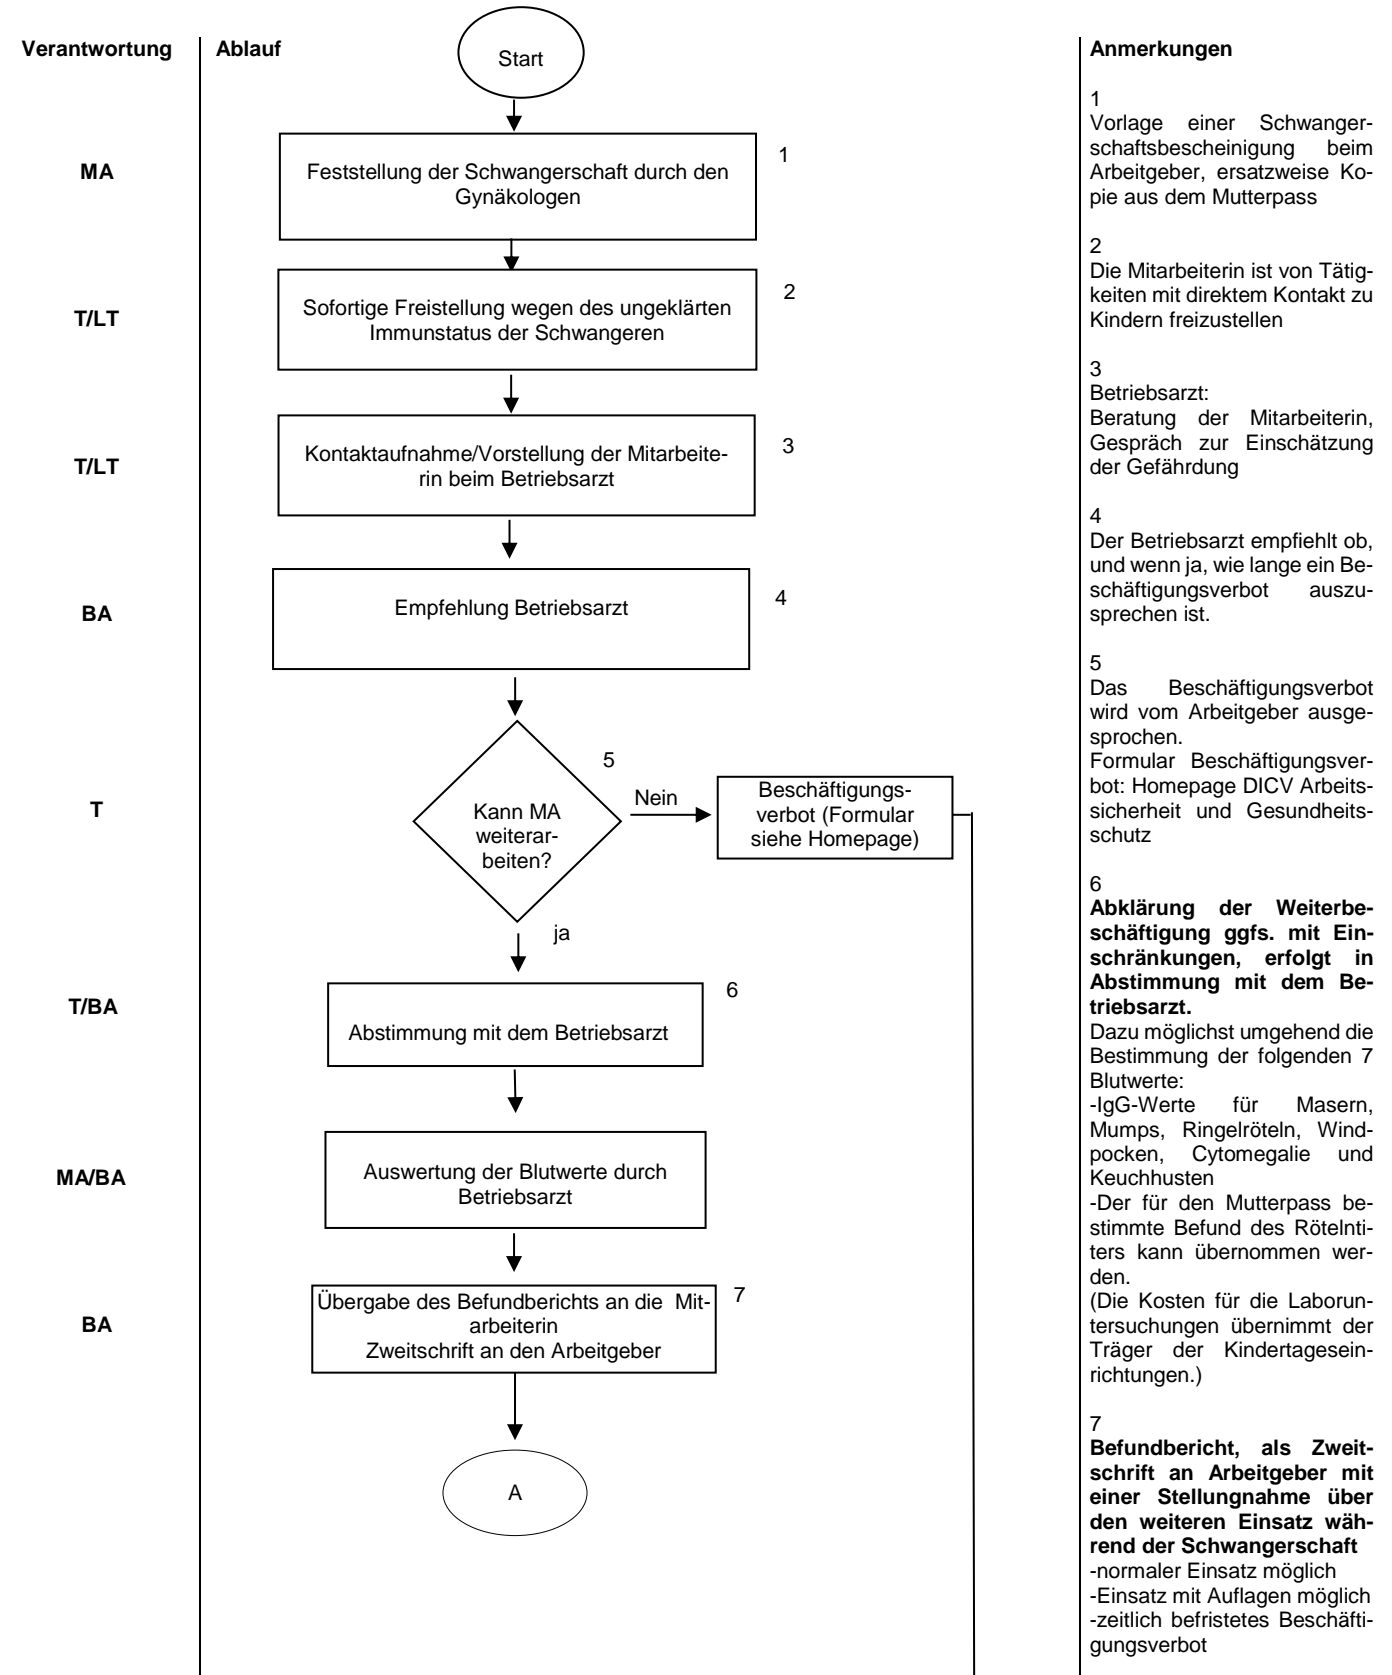 Verantwortung
Ablauf
Start
Anmerkungen
MA
Feststellung der Schwangerschaft durch den
Gynäkologen
1
T/LT
Sofortige Freistellung wegen des ungeklärten
Immunstatus der Schwangeren
2
T/LT
Kontaktaufnahme/Vorstellung der Mitarbeite-
rin beim Betriebsarzt
3
BA
Empfehlung Betriebsarzt
4
T
5
Kann MA
weiterar-
beiten?
Nein
Beschäftigungs-
verbot (Formular
siehe Homepage)
ja
T/BA
Abstimmung mit dem Betriebsarzt
6
MA/BA
Auswertung der Blutwerte durch
Betriebsarzt
BA
Übergabe des Befundberichts an die Mit-
arbeiterin
Zweitschrift an den Arbeitgeber
7
A
1
Vorlage einer Schwanger-
schaftsbescheinigung beim
Arbeitgeber, ersatzweise Ko-
pie aus dem Mutterpass
2
Die Mitarbeiterin ist von Tätig-
keiten mit direktem Kontakt zu
Kindern freizustellen
3
Betriebsarzt:
Beratung der Mitarbeiterin,
Gespräch zur Einschätzung
der Gefährdung
4
Der Betriebsarzt empfiehlt ob,
und wenn ja, wie lange ein Be-
schäftigungsverbot auszu-
sprechen ist.
5
Das Beschäftigungsverbot
wird vom Arbeitgeber ausge-
sprochen.
Formular Beschäftigungsver-
bot: Homepage DICV Arbeits-
sicherheit und Gesundheits-
schutz
6
Abklärung der Weiterbe-
schäftigung ggfs. mit Ein-
schränkungen, erfolgt in
Abstimmung mit dem Be-
triebsarzt.
Dazu möglichst umgehend die
Bestimmung der folgenden 7
Blutwerte:
-IgG-Werte für Masern,
Mumps, Ringelröteln, Wind-
pocken, Cytomegalie und
Keuchhusten
-Der für den Mutterpass be-
stimmte Befund des Rötelnti-
ters kann übernommen wer-
den.
(Die Kosten für die Laborun-
tersuchungen übernimmt der
Träger der Kindertagesein-
richtungen.)
7
Befundbericht, als Zweit-
schrift an Arbeitgeber mit
einer Stellungnahme über
den weiteren Einsatz wäh-
rend der Schwangerschaft
-normaler Einsatz möglich
-Einsatz mit Auflagen möglich
-zeitlich befristetes Beschäfti-
gungsverbot